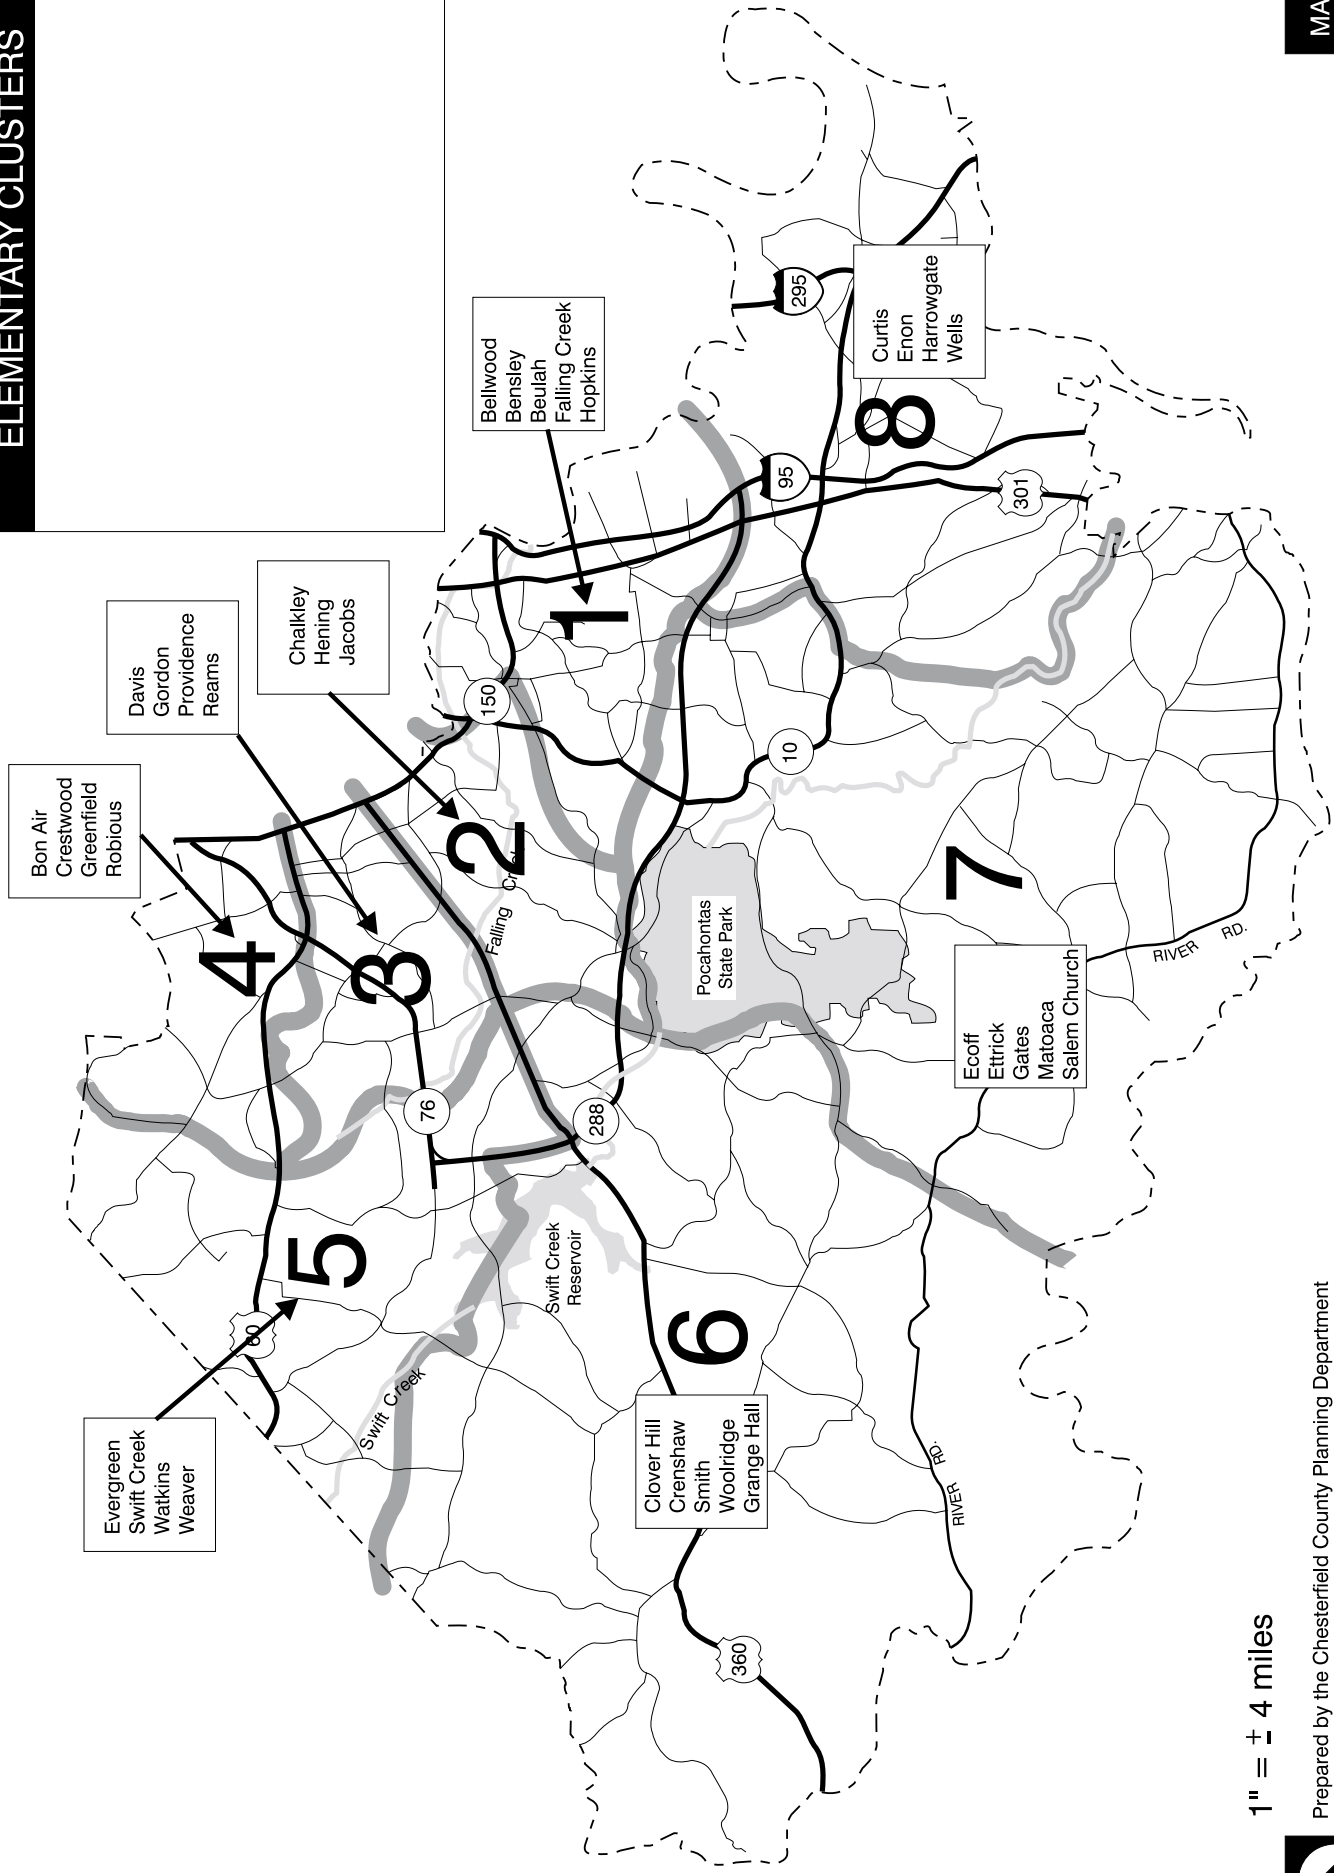 ELEMENTARY CLUSTERS
Evergreen
Swift Creek
Watkins
Weaver
Bon Air
Crestwood
Greenfield
Robious
Davis
Gordon
Providence
Reams
Chalkley
Hening
Jacobs
Bellwood
Bensley
Beulah
Falling Creek
Hopkins
60
5
4
3
2
1
76
150
295
95
Swift Creek
Falling Creek
Swift Creek
Reservoir
288
Pocahontas
State Park
10
8
Curtis
Enon
Harrowgate
Wells
301
6
Clover Hill
Crenshaw
Smith
Woolridge
Grange Hall
360
7
Ecoff
Ettrick
Gates
Matoaca
Salem Church
RIVER RD.
RIVER RD.
1" = ± 4 miles
Prepared by the Chesterfield County Planning Department
MA